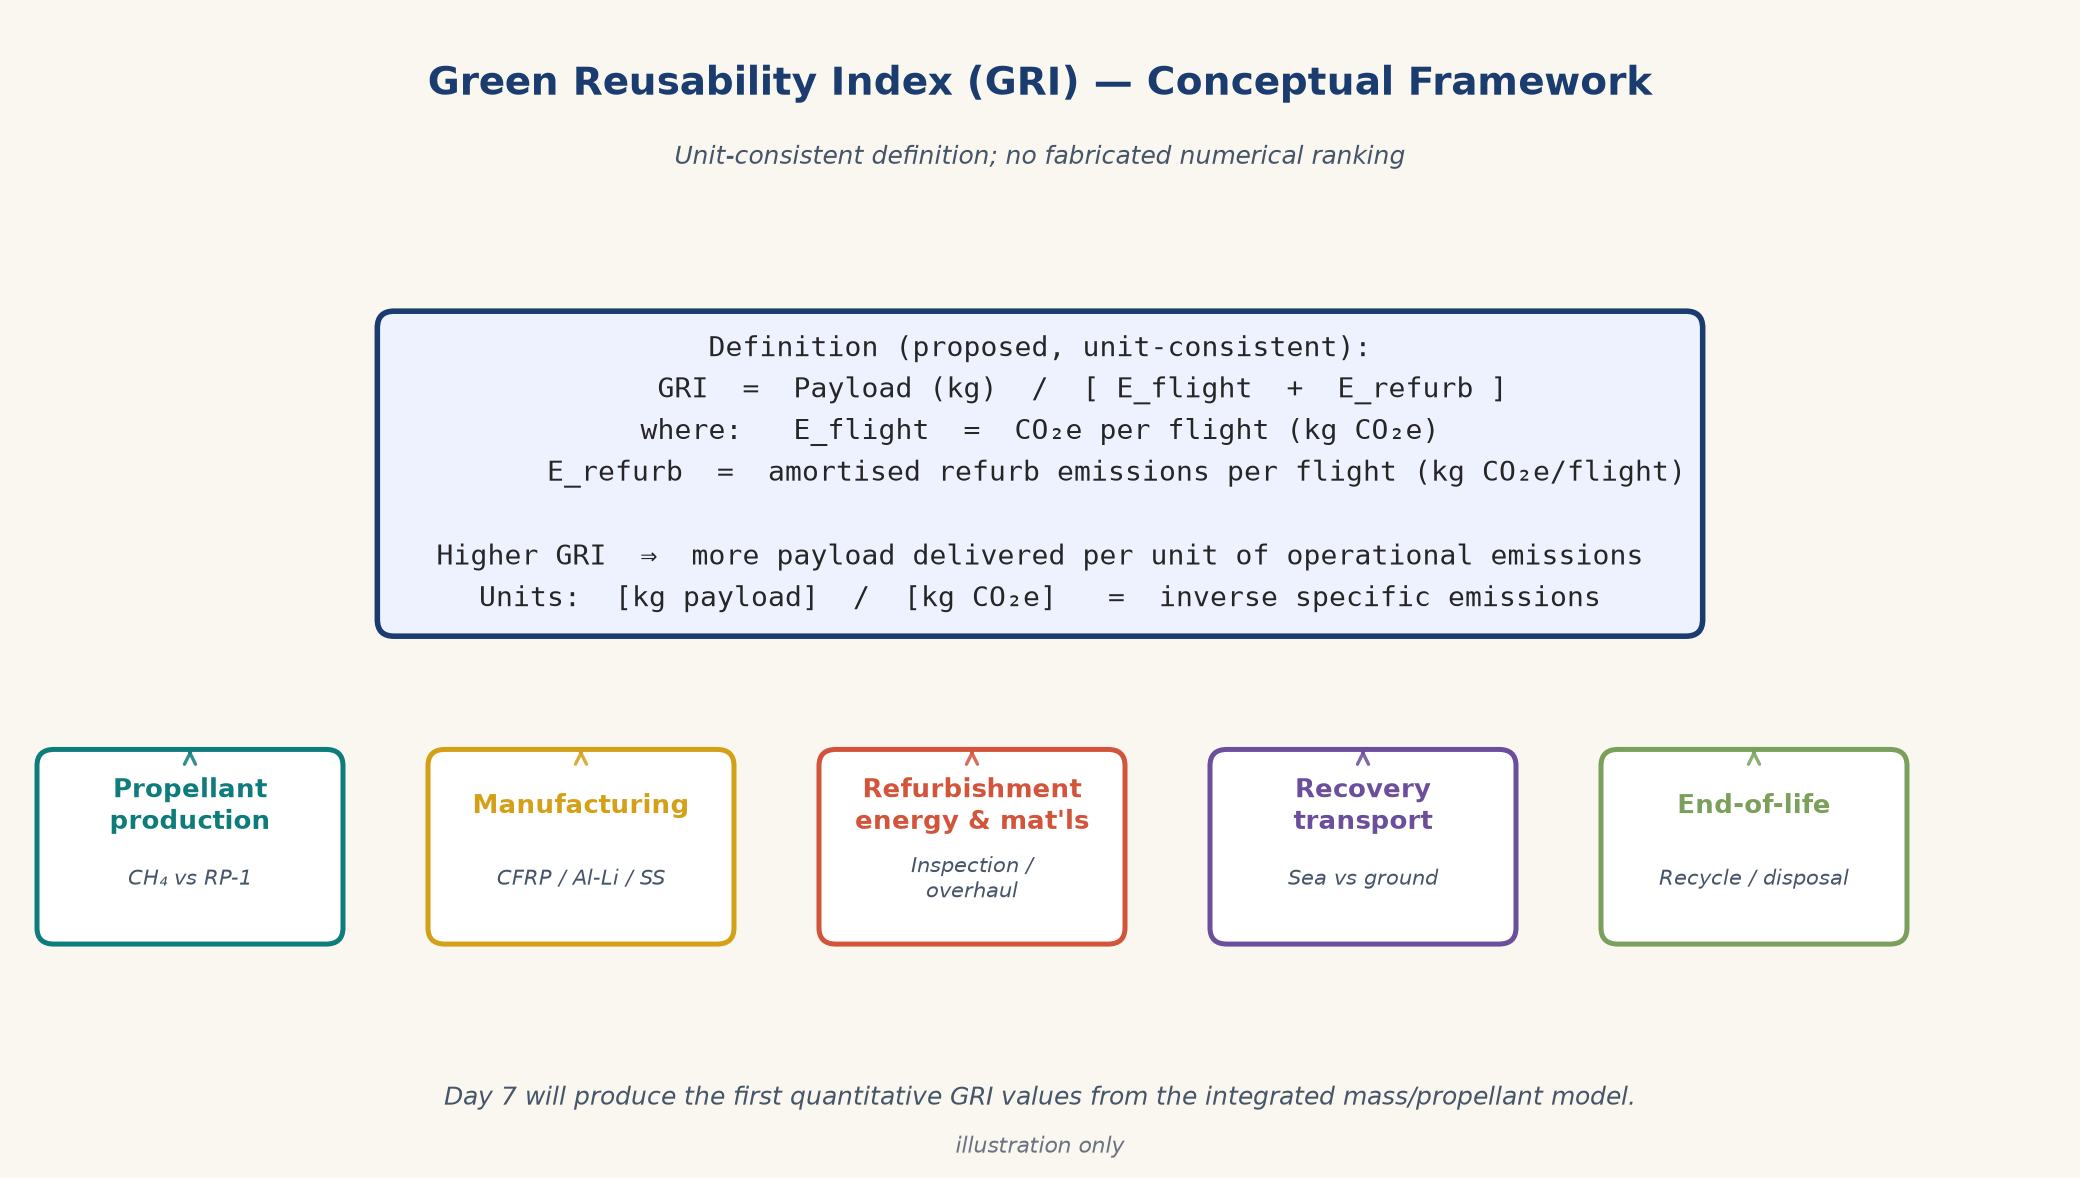 Green Reusability Index (GRI) — Conceptual Framework
Unit-consistent definition; no fabricated numerical ranking
Definition (proposed, unit-consistent):
GRI  =  Payload (kg)  /  [ E_flight  +  E_refurb ]
where:   E_flight  =  CO₂e per flight (kg CO₂e)
E_refurb  =  amortised refurb emissions per flight (kg CO₂e/flight)
Higher GRI  ⇒  more payload delivered per unit of operational emissions
Units:  [kg payload]  /  [kg CO₂e]   =  inverse specific emissions
Propellant
production
CH₄ vs RP-1
Manufacturing
CFRP / Al-Li / SS
Refurbishment
energy & mat'ls
Inspection /
overhaul
Recovery
transport
Sea vs ground
End-of-life
Recycle / disposal
Day 7 will produce the first quantitative GRI values from the integrated mass/propellant model.
illustration only